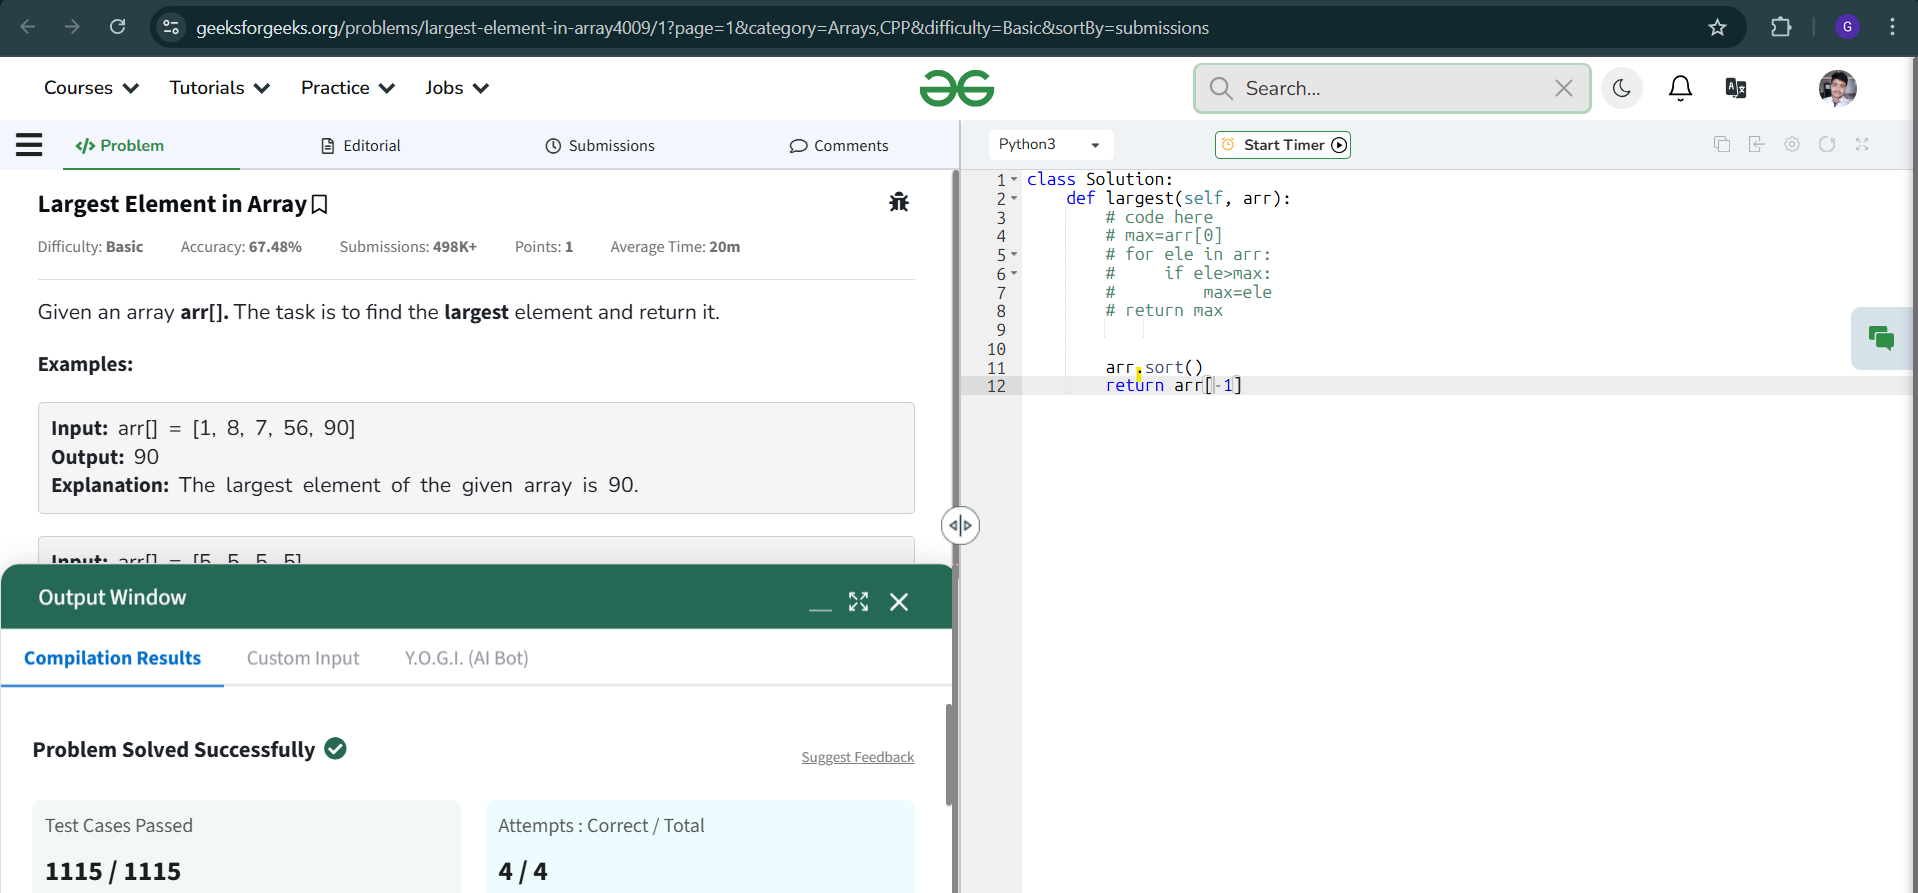 geeksforgeeks.org/problems/largest-element-in-array4009/1?page=1&category=Arrays,CPP&difficulty=Basic&sortBy=submissions
G
Courses Tutorials Practice Jobs
Search...
</> Problem Editorial Submissions Comments
Python3 Start Timer
Largest Element in Array
Difficulty: Basic Accuracy: 67.48% Submissions: 498K+ Points: 1 Average Time: 20m
Given an array arr[]. The task is to find the largest element and return it.
Examples:
Input: arr[] = [1, 8, 7, 56, 90]
Output: 90
Explanation: The largest element of the given array is 90.
Input: arr[] = [5, 5, 5, 5]
Output Window
Compilation Results Custom Input Y.O.G.I. (AI Bot)
Problem Solved Successfully
Suggest Feedback
Test Cases Passed
1115 / 1115
Attempts : Correct / Total
4 / 4
1 class Solution:
2 def largest(self, arr):
3 # code here
4 # max=arr[0]
5 # for ele in arr:
6 # if ele>max:
7 # max=ele
8 # return max
9
10
11 arr.sort()
12 return arr[-1]